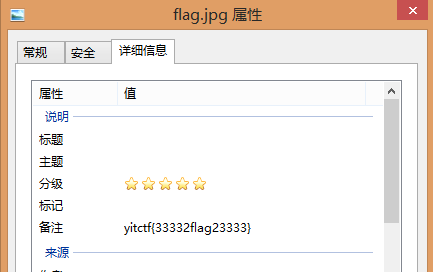 flag.jpg 属性
常规 安全 详细信息
属性 值
说明
标题
主题
分级
标记
备注 yitctf{33332flag23333}
来源